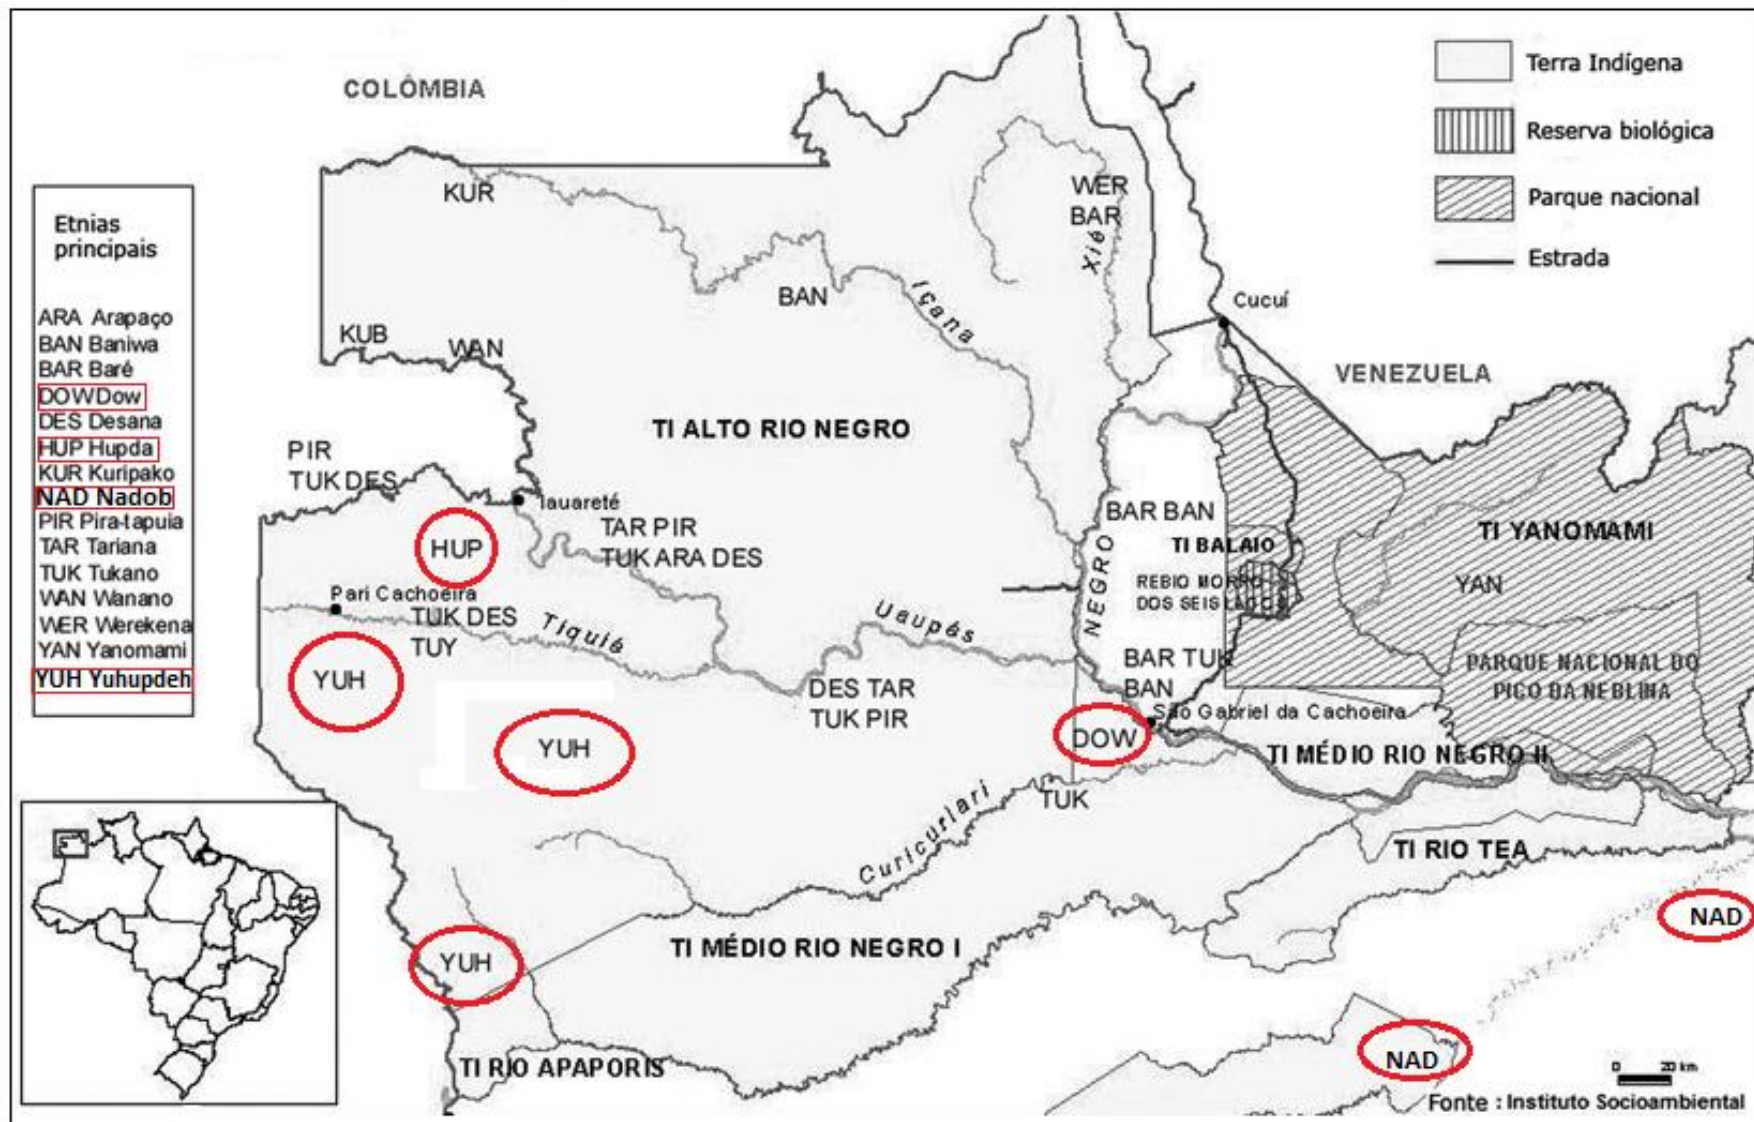 COLÔMBIA
Terra Indígena
Reserva biológica
Parque nacional
Estrada
Etnias
principais
ARA Arapaço
BAN Baniwa
BAR Baré
DOWDow
DES Desana
HUP Hupda
KUR Kuripako
NAD Nadob
PIR Pira-tapuia
TAR Tariana
TUK Tukano
WAN Wanano
WER Werekena
YAN Yanomami
YUH Yuhupdeh
KUR
WER
BAR
Xié
BAN
Içana
Cucuí
KUB
WAN
VENEZUELA
TI ALTO RIO NEGRO
PIR
TUK DES
Iauareté
HUP
TAR PIR
TUK ARA DES
BAR BAN
NEGRO
TI BALAIO
REBIO MORRO
DOS SEIS LAGOS
TI YANOMAMI
YAN
Pari Cachoeira
TUK DES
TUY
Tiquié
Uaupés
YUH
BAR TUK
BAN
PARQUE NACIONAL DO
PICO DA NEBLINA
DES TAR
TUK PIR
YUH
DOW
São Gabriel da Cachoeira
TI MÉDIO RIO NEGRO II
TUK
Curicuriari
TI RIO TEA
NAD
TI MÉDIO RIO NEGRO I
YUH
NAD
TI RIO APAPORIS
0 20 km
Fonte : Instituto Socioambiental